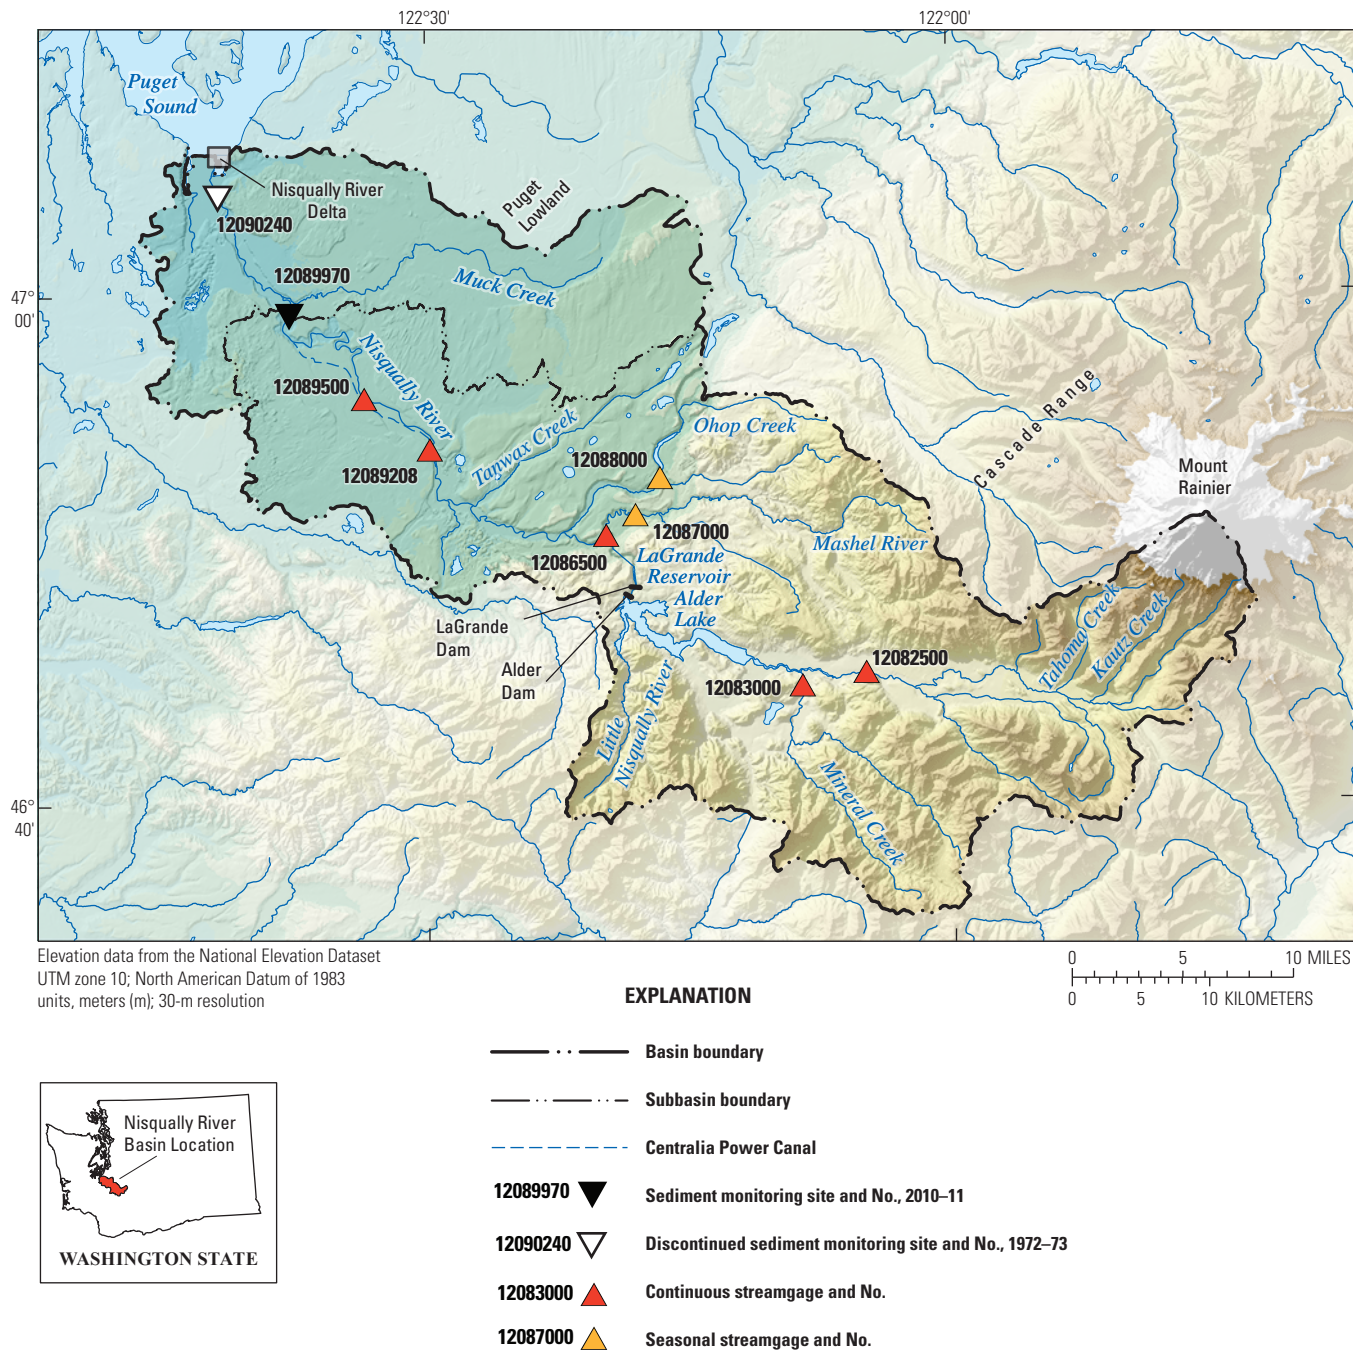 122°30'
122°00'
Puget
Sound
Nisqually River
Delta
Puget
Lowland
12090240
12089970
Muck Creek
47°
00'
Nisqually River
12089500
Cascade Range
Ohop Creek
Tanwax Creek
12088000
12089208
Mount
Rainier
12087000
Mashel River
12086500
LaGrande
Reservoir
Alder
Lake
Tahoma Creek
Kautz Creek
LaGrande
Dam
Alder
Dam
12082500
12083000
Little
Nisqually River
Mineral Creek
46°
40'
Elevation data from the National Elevation Dataset
UTM zone 10; North American Datum of 1983
units, meters (m); 30-m resolution
0 5 10 MILES
0 5 10 KILOMETERS
EXPLANATION
Basin boundary
Subbasin boundary
Centralia Power Canal
12089970 Sediment monitoring site and No., 2010–11
12090240 Discontinued sediment monitoring site and No., 1972–73
12083000 Continuous streamgage and No.
12087000 Seasonal streamgage and No.
Nisqually River
Basin Location
WASHINGTON STATE